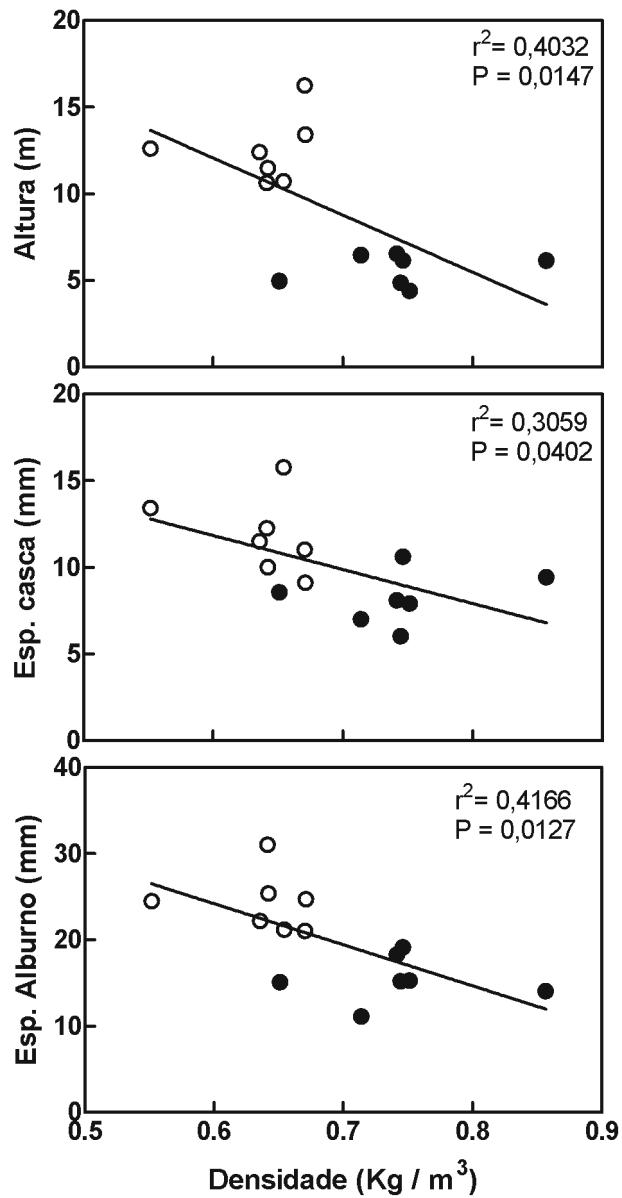 20
15
10
5
0
Altura (m)
r²= 0,4032
P = 0,0147
20
15
10
5
0
Esp. casca (mm)
r²= 0,3059
P = 0,0402
40
30
20
10
0
Esp. Alburno (mm)
r²= 0,4166
P = 0,0127
0.5 0.6 0.7 0.8 0.9
Densidade (Kg / m³)